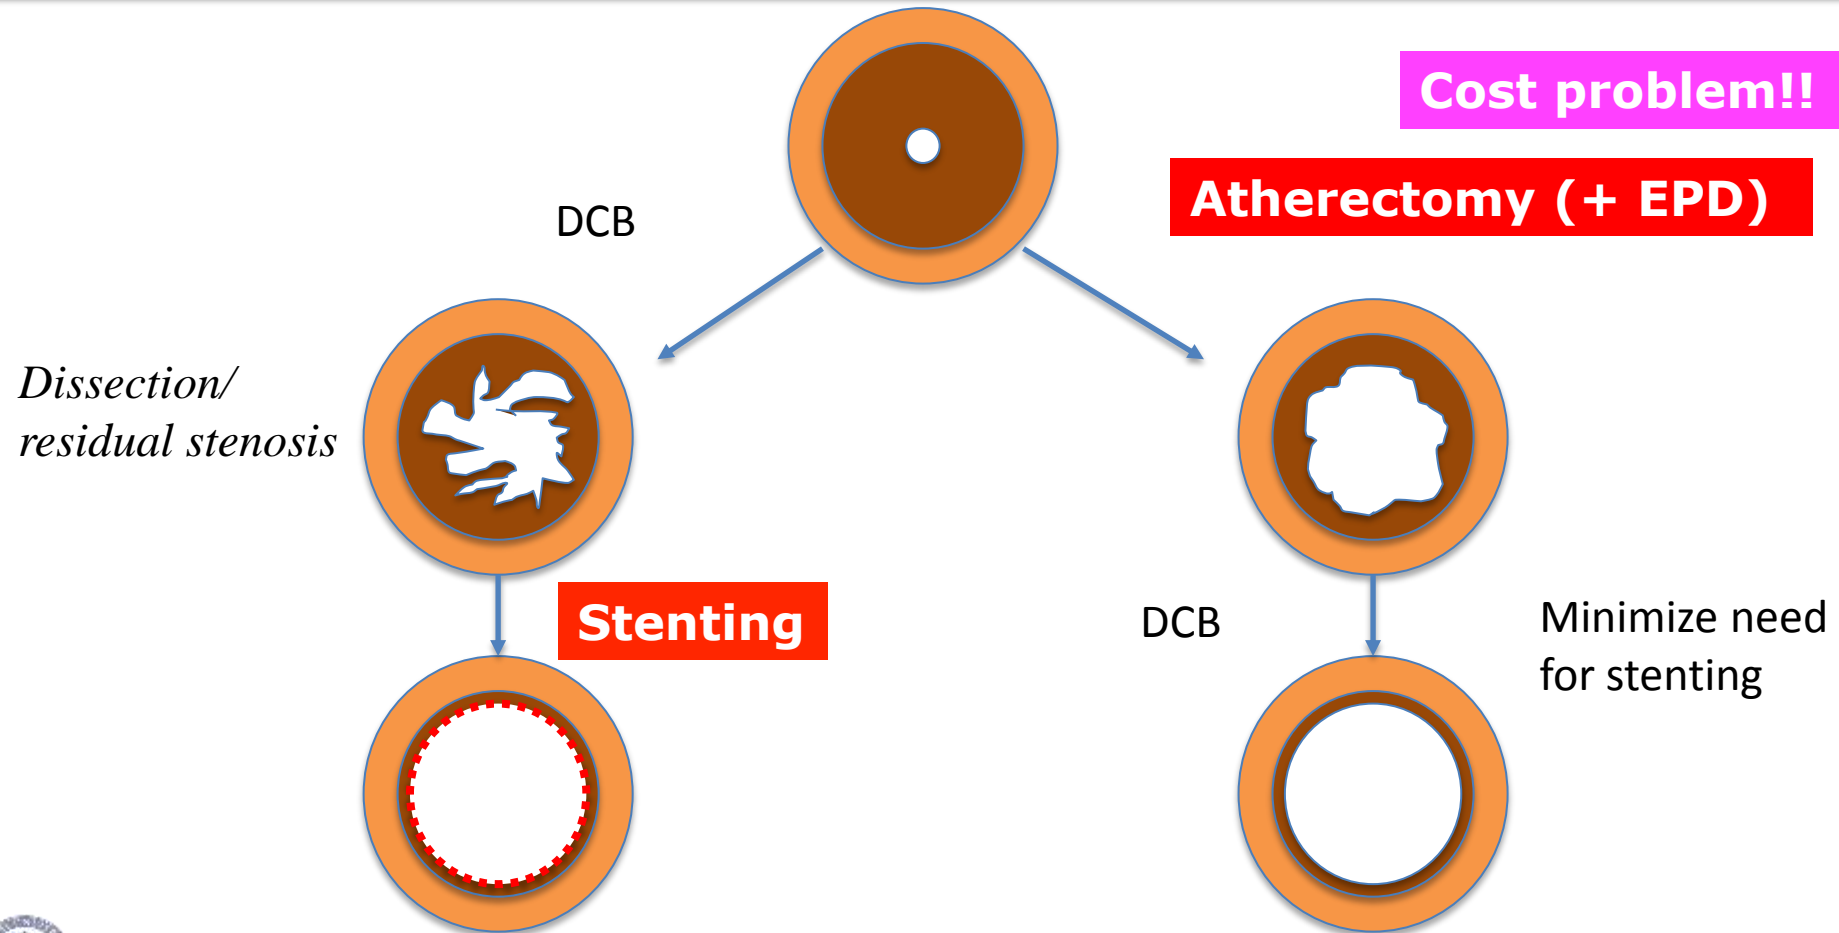 Cost problem!!
Atherectomy (+ EPD)
DCB
Dissection/
residual stenosis
Stenting
DCB
Minimize need
for stenting